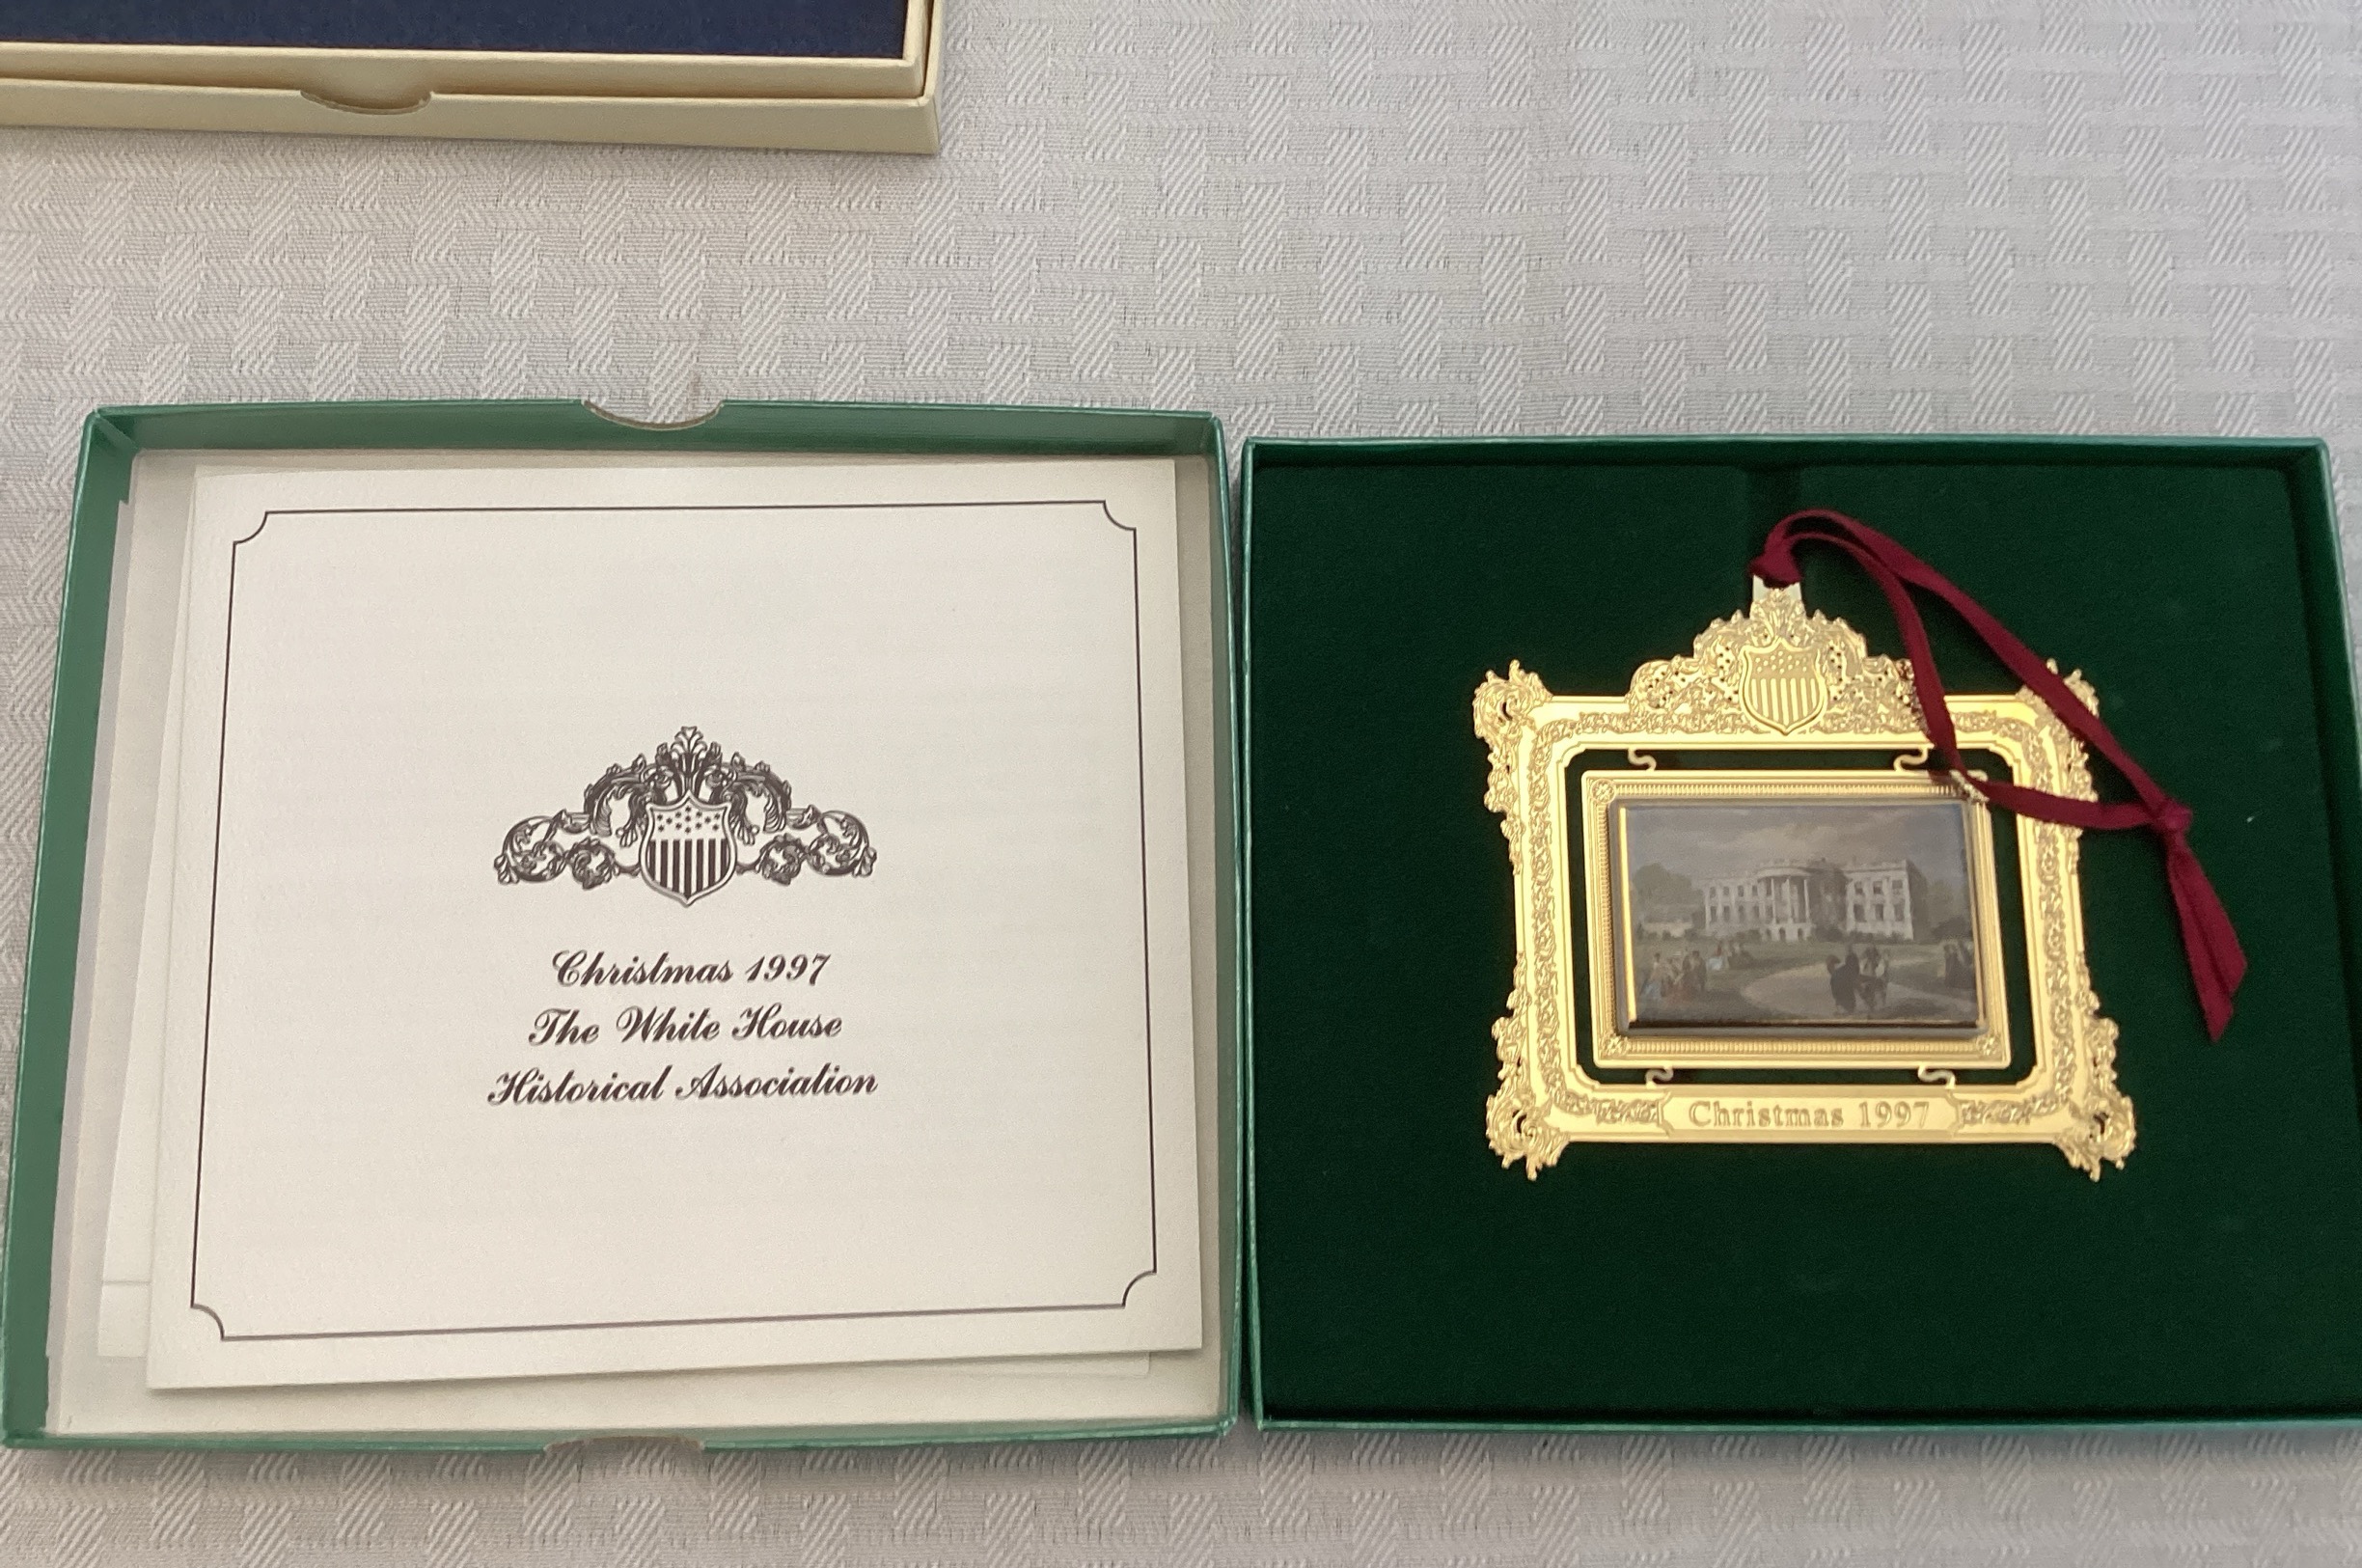 Christmas 1997
The White House
Historical Association
Christmas 1997